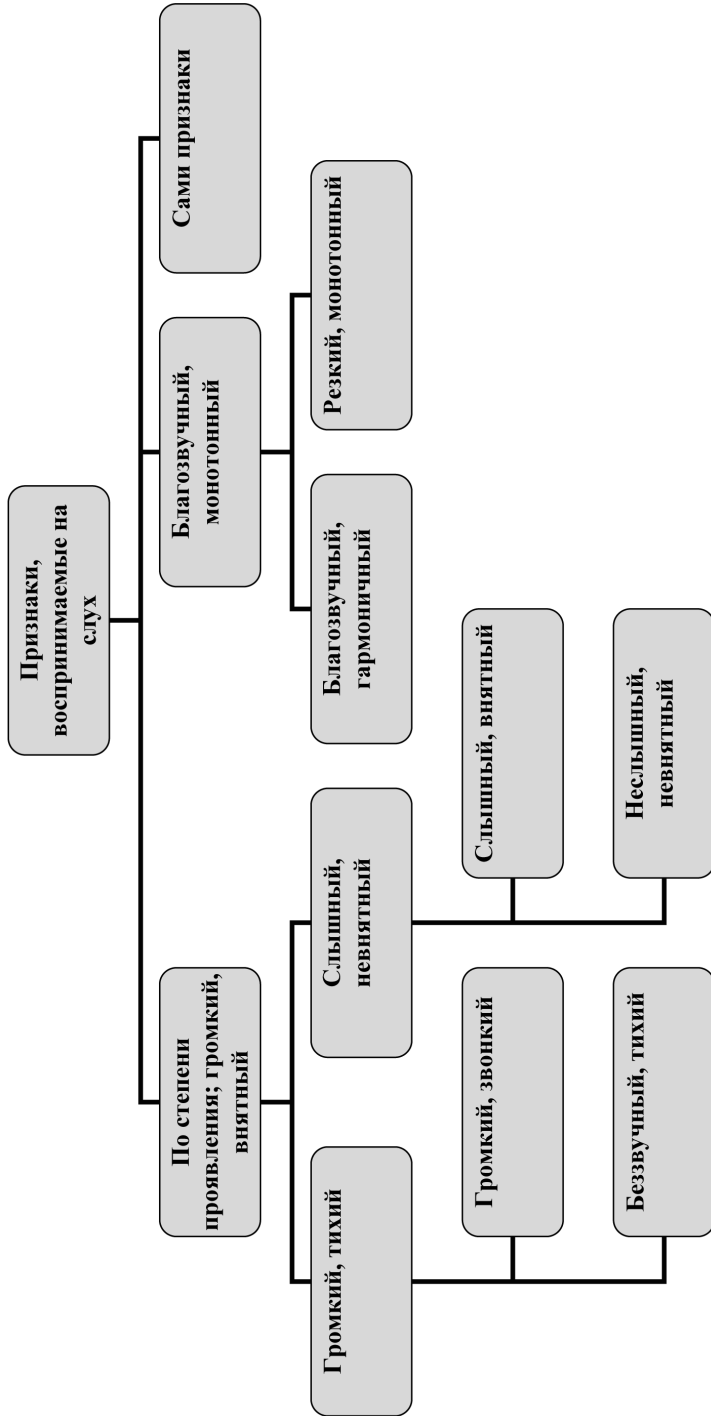 Признаки,
воспринимаемые на
слух
По степени
проявления; громкий,
внятный
Благозвучный,
монотонный
Сами признаки
Громкий, тихий
Слышный,
невнятный
Благозвучный,
гармоничный
Резкий, монотонный
Громкий, звонкий
Слышный, внятный
Беззвучный, тихий
Неслышный,
невнятный